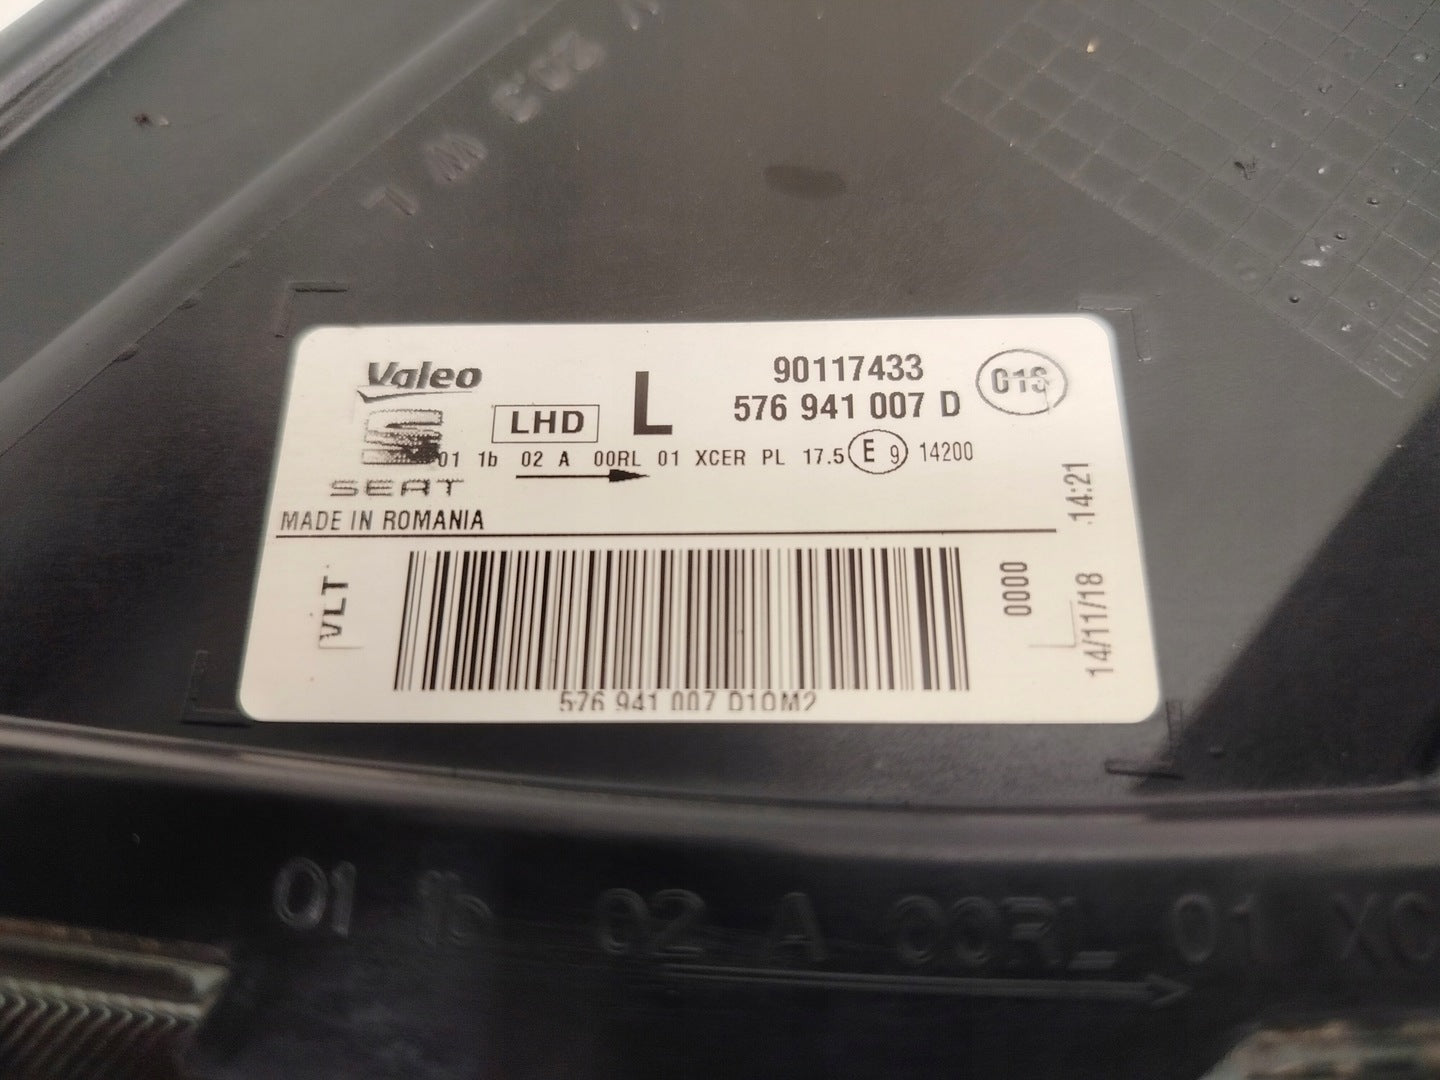 Valeo
LHD
L
90117433
576 941 007 D
01S
01 1b 02 A 00RL 01 XCER PL 17.5 E 9 14200
SEAT
MADE IN ROMANIA
VLT
0000
14/11/18 14:21
576 941 007 D1OM2
01 1b 02 A 00RL 01 XC